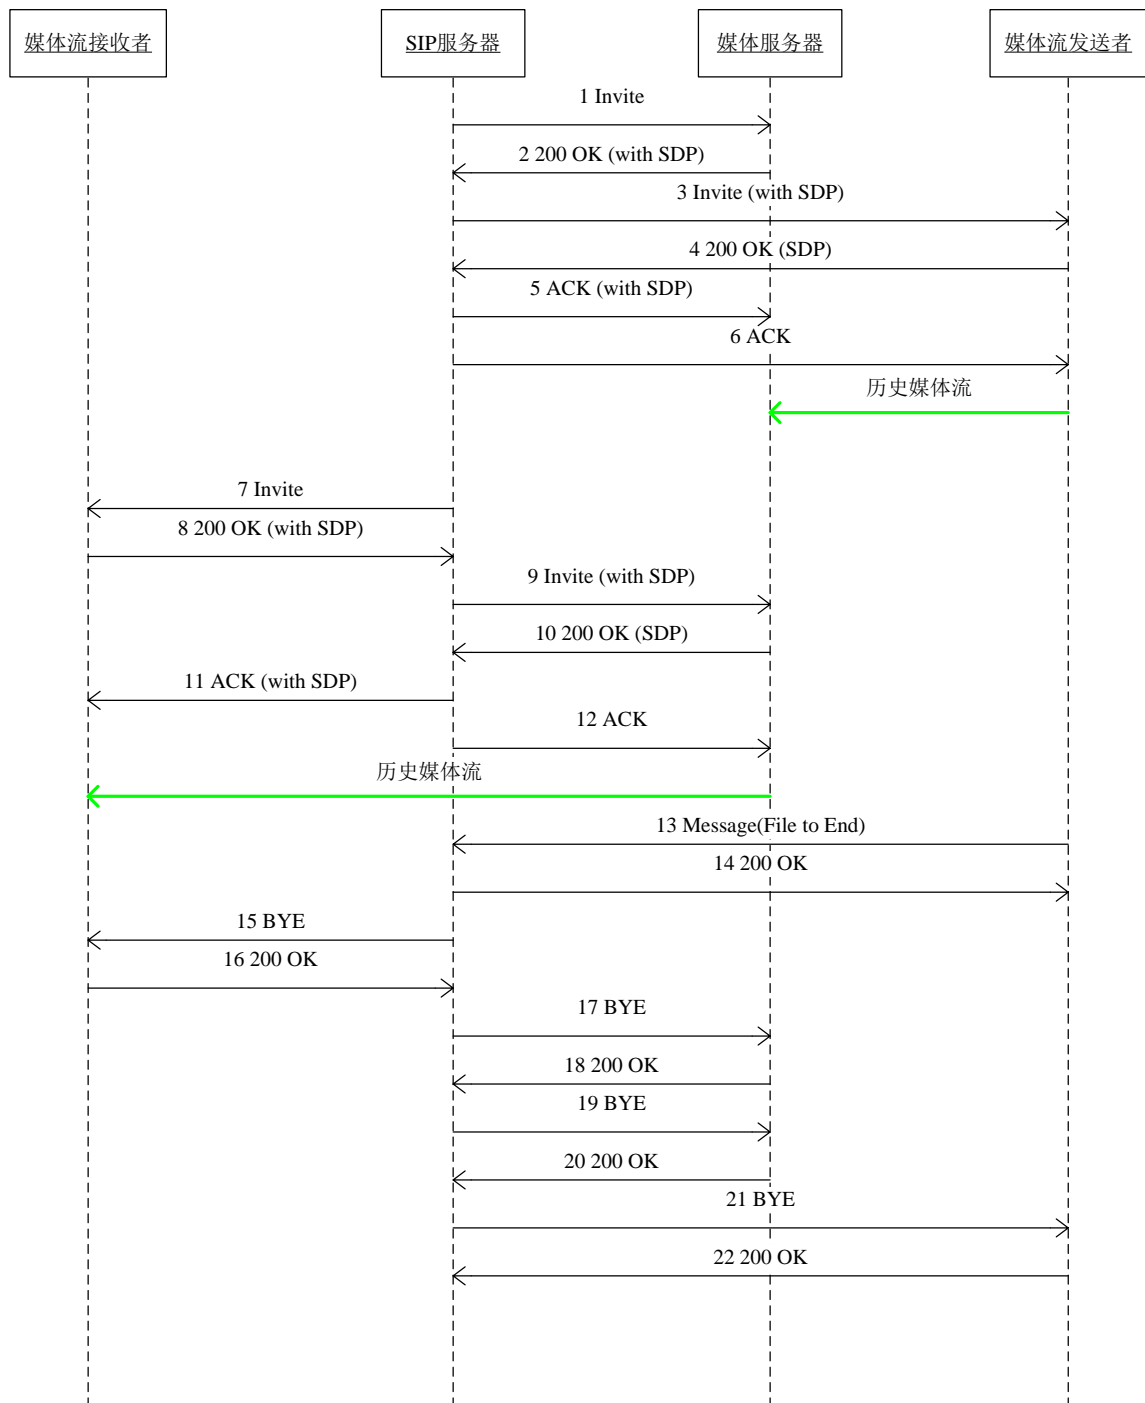 媒体流接收者
SIP服务器
媒体服务器
媒体流发送者
1 Invite
2 200 OK (with SDP)
3 Invite (with SDP)
4 200 OK (SDP)
5 ACK (with SDP)
6 ACK
历史媒体流
7 Invite
8 200 OK (with SDP)
9 Invite (with SDP)
10 200 OK (SDP)
11 ACK (with SDP)
12 ACK
历史媒体流
13 Message(File to End)
14 200 OK
15 BYE
16 200 OK
17 BYE
18 200 OK
19 BYE
20 200 OK
21 BYE
22 200 OK